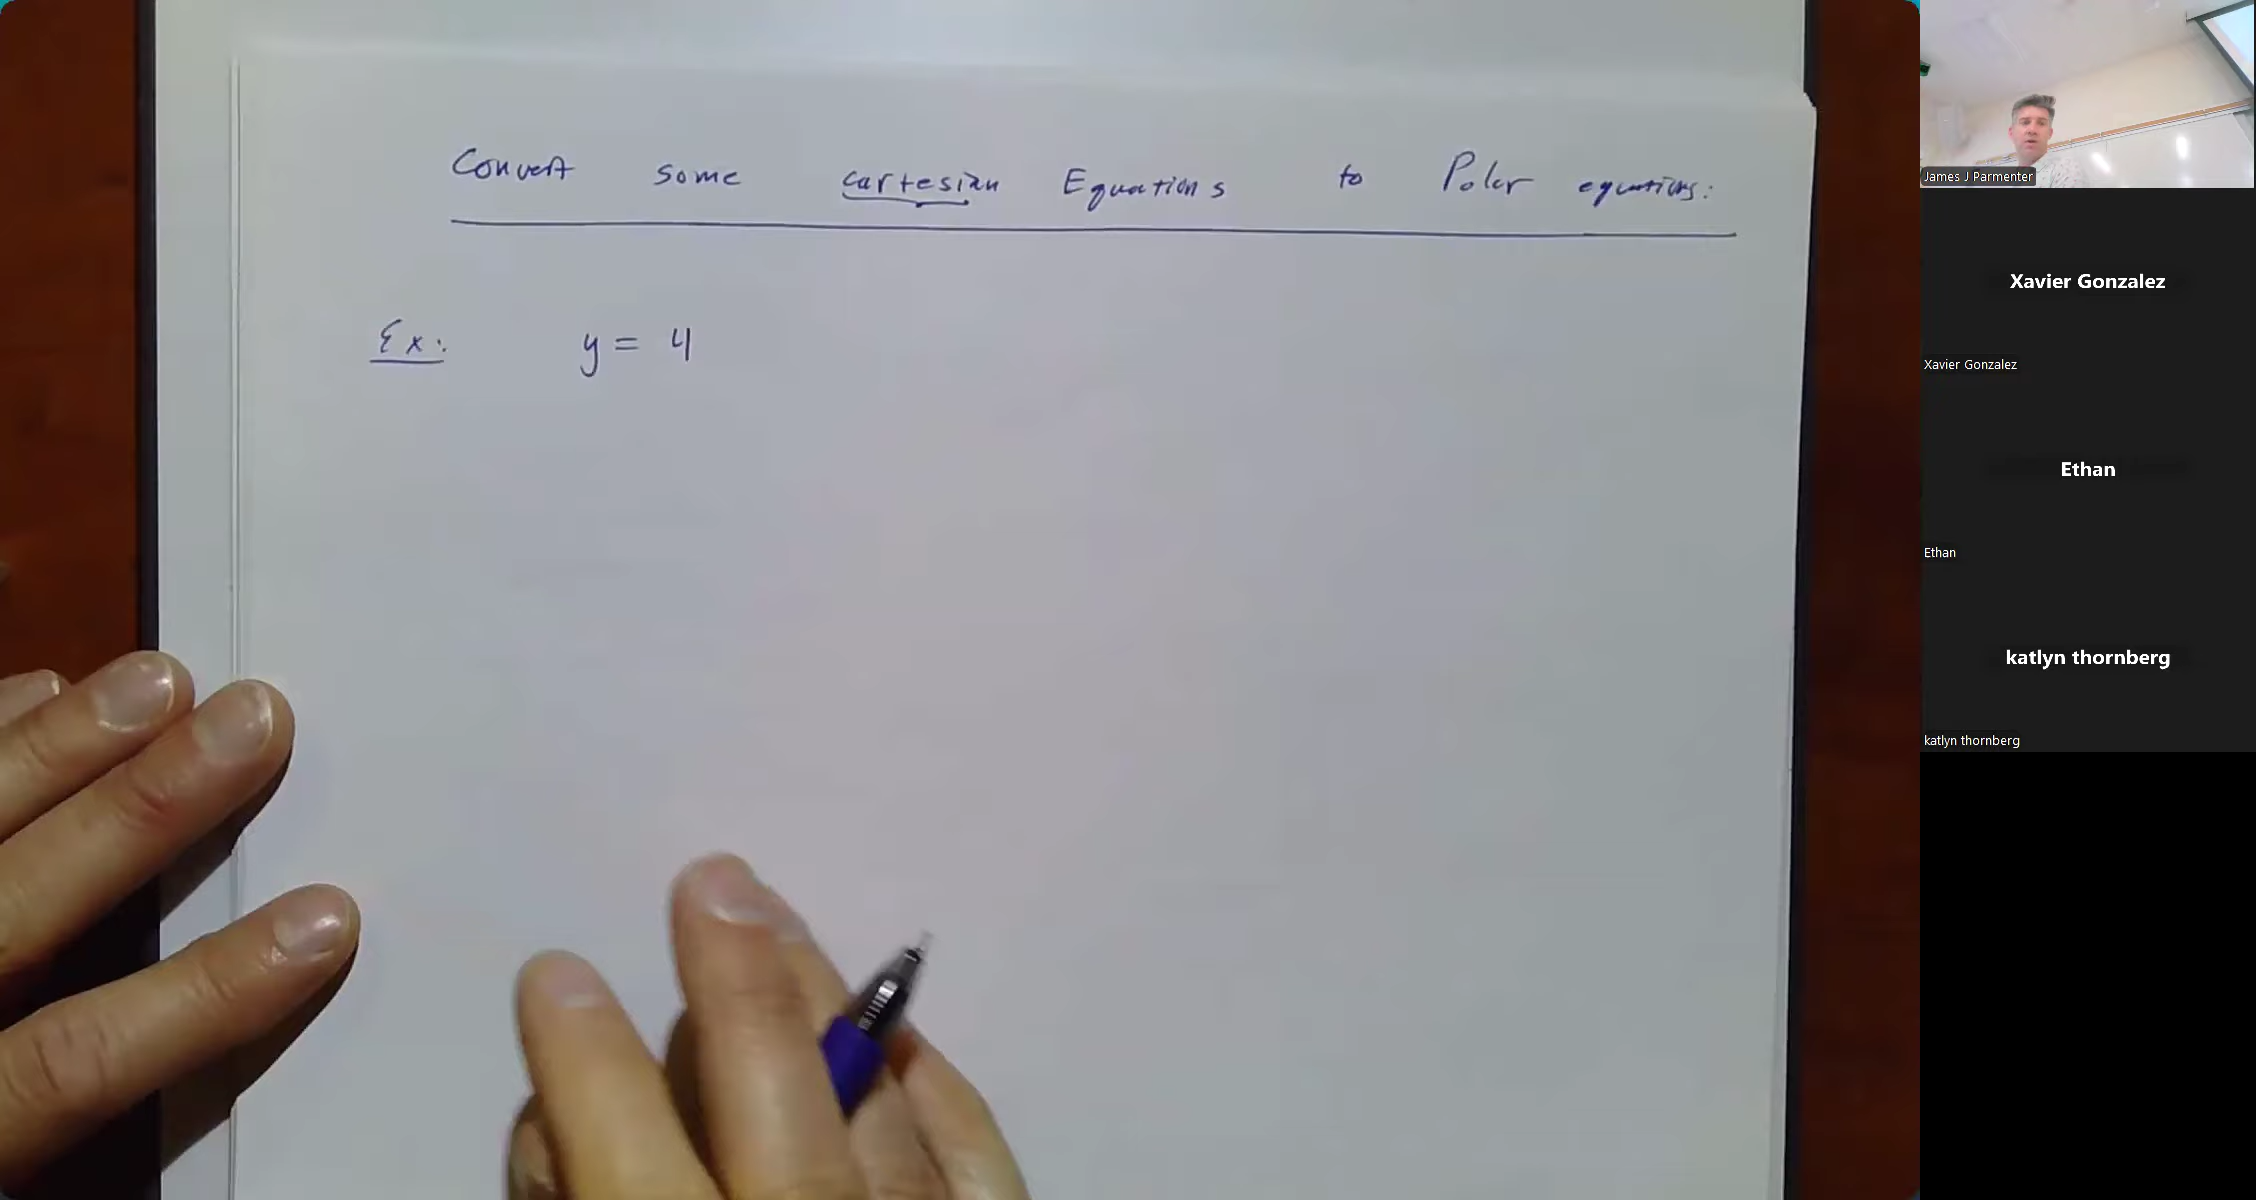 Convert some cartesian Equations to Polar equations:
Ex: y = 4
James J Parmenter
Xavier Gonzalez
Xavier Gonzalez
Ethan
Ethan
katlyn thornberg
katlyn thornberg